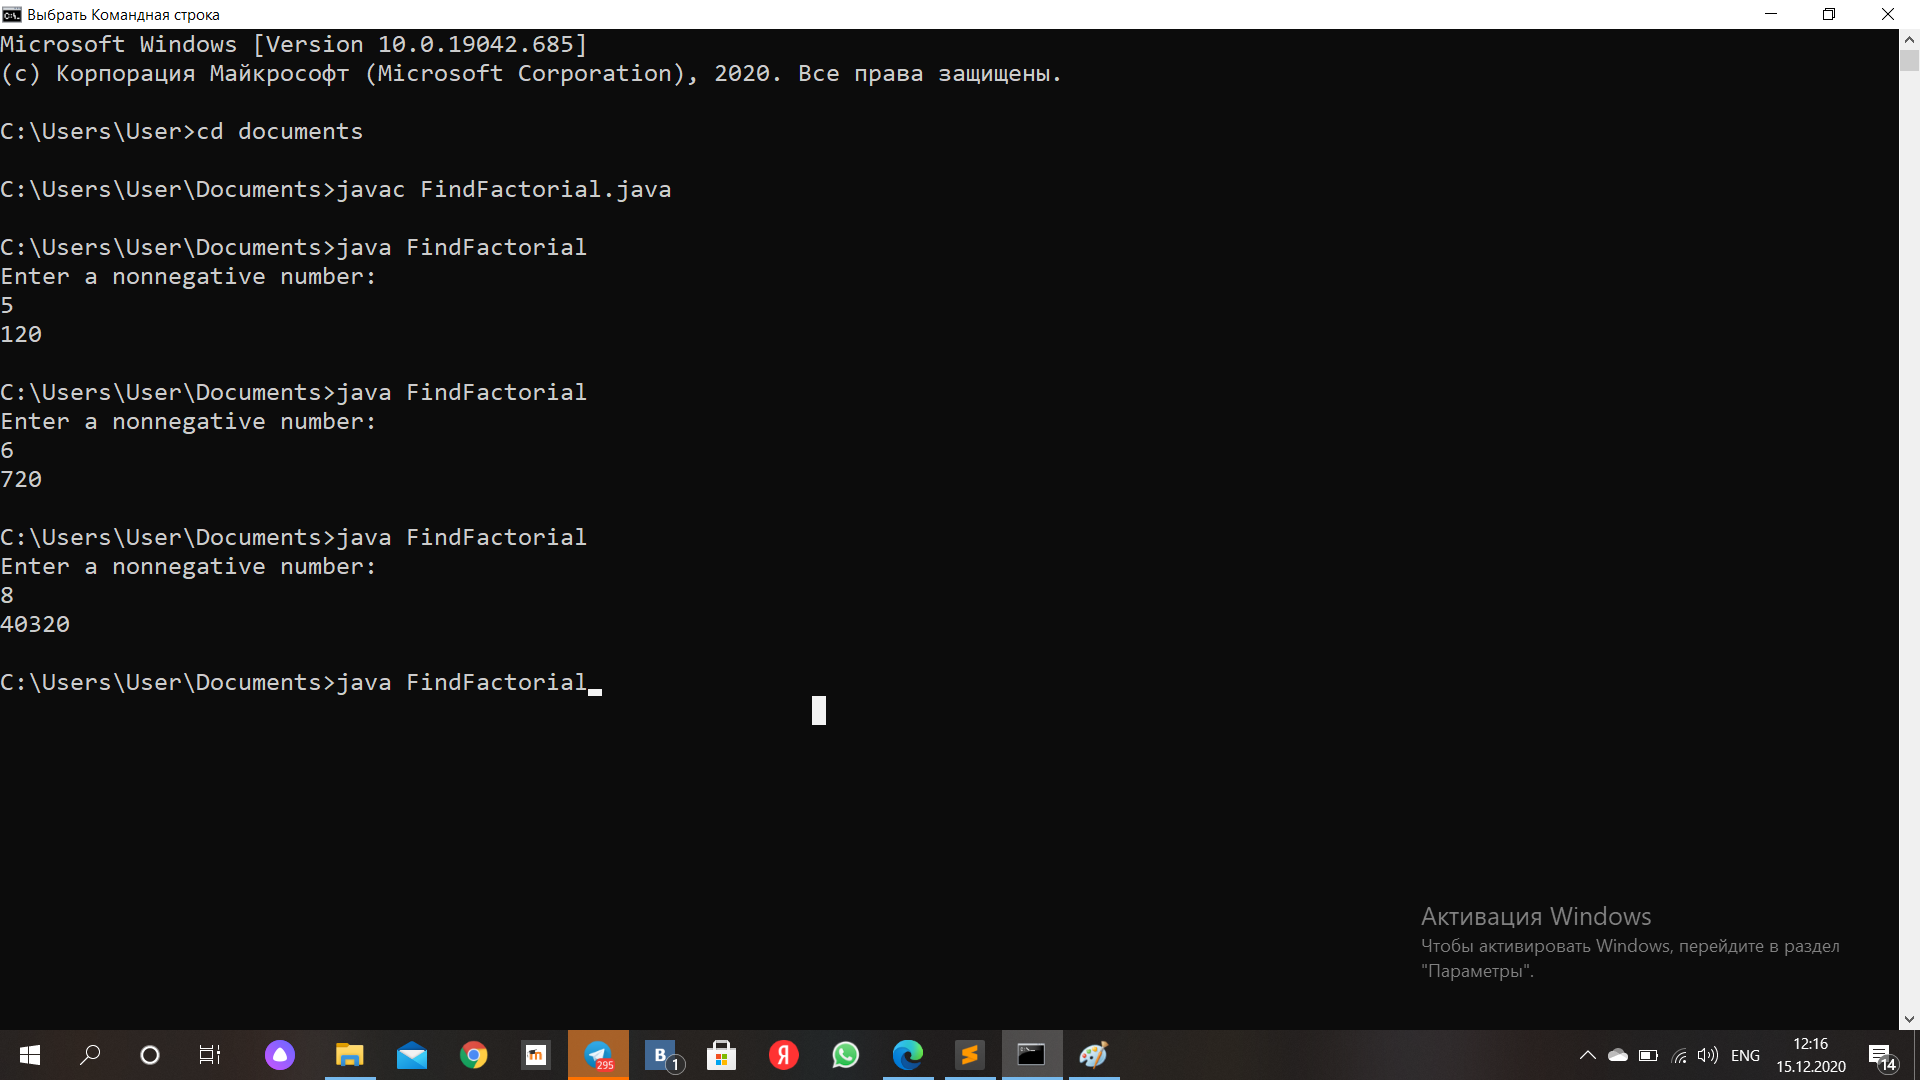 Выбрать Командная строка
Microsoft Windows [Version 10.0.19042.685]
(c) Корпорация Майкрософт (Microsoft Corporation), 2020. Все права защищены.
C:\Users\User>cd documents
C:\Users\User\Documents>javac FindFactorial.java
C:\Users\User\Documents>java FindFactorial
Enter a nonnegative number:
5
120
C:\Users\User\Documents>java FindFactorial
Enter a nonnegative number:
6
720
C:\Users\User\Documents>java FindFactorial
Enter a nonnegative number:
8
40320
C:\Users\User\Documents>java FindFactorial
Активация Windows
Чтобы активировать Windows, перейдите в раздел
"Параметры".
295
B 1
Я
ENG
12:16
15.12.2020
14